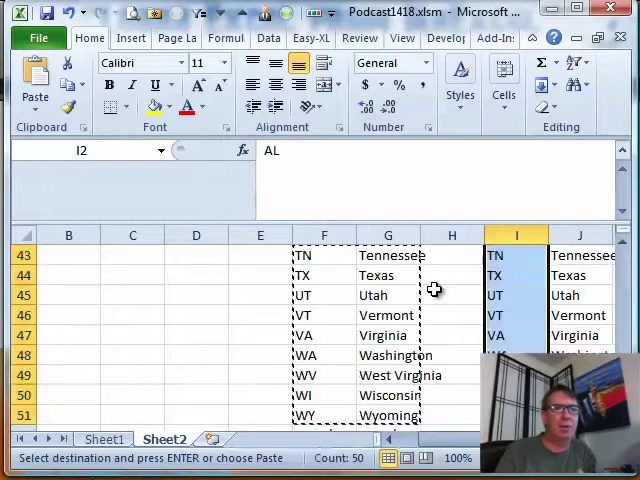 Podcast1418.xlsm - Microsoft ...
File Home Insert Page La Formul Data Easy-XL Review View Develop Add-Ins
Paste
Calibri 11
General
Styles Cells
Clipboard Font Alignment Number Editing
I2 fx AL
B C D E F G H I J
43 TN Tennessee TN Tennessee
44 TX Texas TX Texas
45 UT Utah UT Utah
46 VT Vermont VT Vermont
47 VA Virginia VA Virginia
48 WA Washington
49 WV West Virginia
50 WI Wisconsin
51 WY Wyoming
Sheet1 Sheet2
Select destination and press ENTER or choose Paste Count: 50 100%